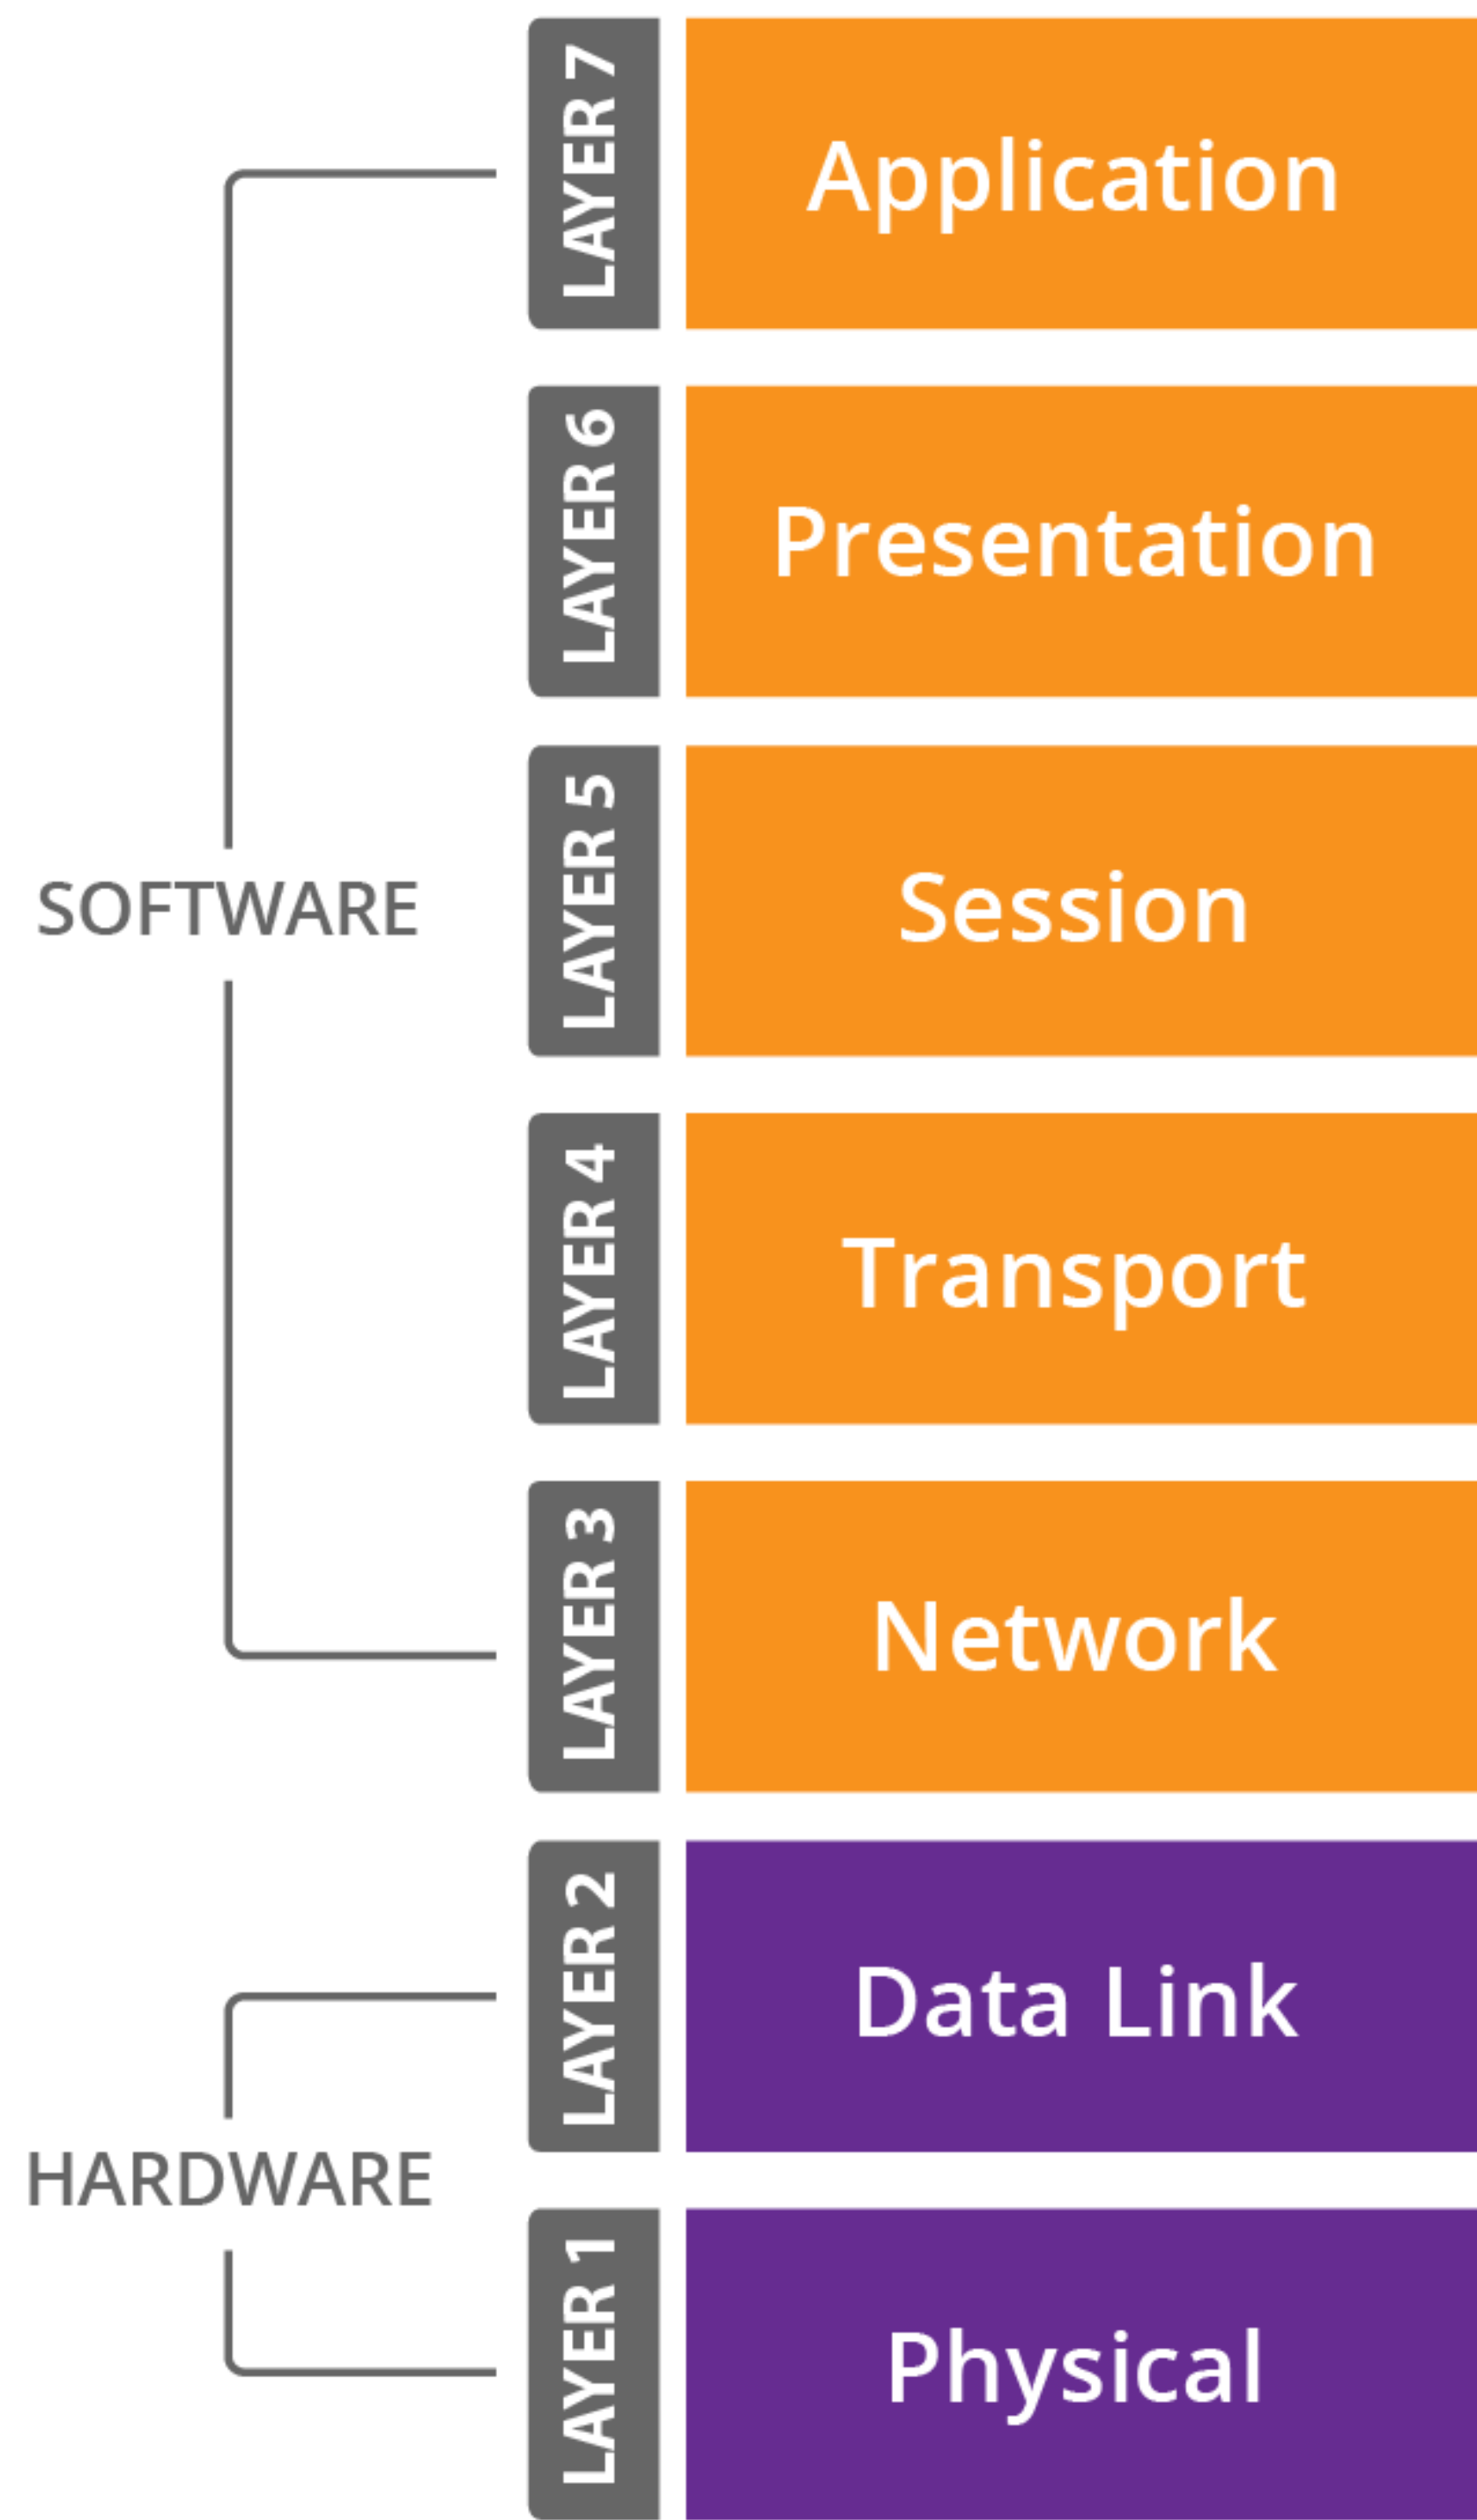 LAYER 7
Application
LAYER 6
Presentation
LAYER 5
Session
SOFTWARE
LAYER 4
Transport
LAYER 3
Network
LAYER 2
Data Link
HARDWARE
LAYER 1
Physical